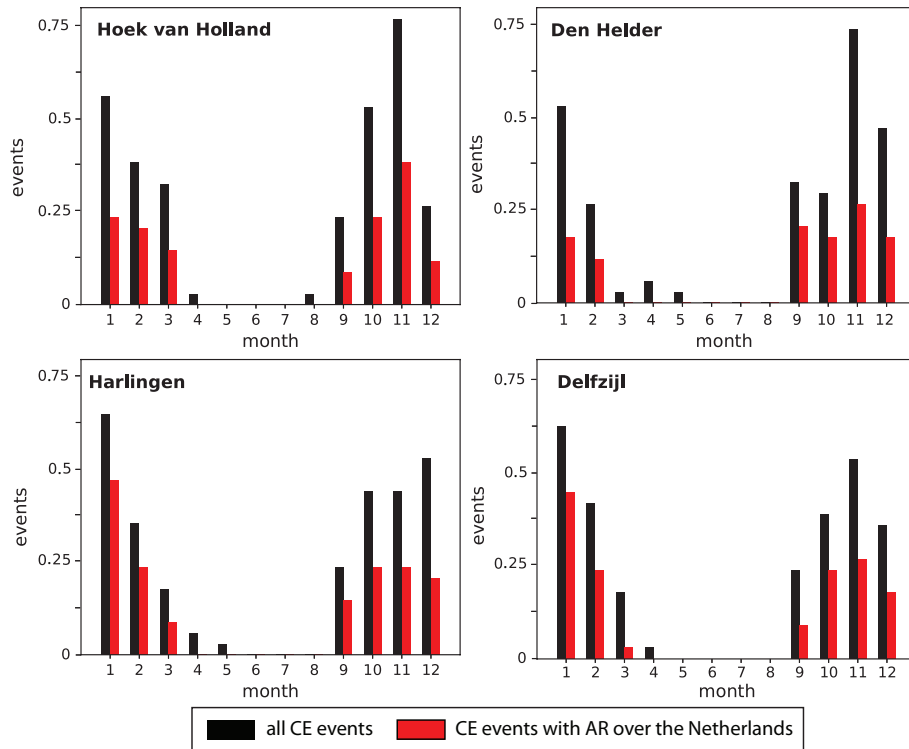 Hoek van Holland
0.75
0.5
0.25
0
events
1 2 3 4 5 6 7 8 9 10 11 12
month
Den Helder
0.75
0.5
0.25
0
events
1 2 3 4 5 6 7 8 9 10 11 12
month
Harlingen
0.75
0.5
0.25
0
events
1 2 3 4 5 6 7 8 9 10 11 12
month
Delfzijl
0.75
0.5
0.25
0
events
1 2 3 4 5 6 7 8 9 10 11 12
month
all CE events
CE events with AR over the Netherlands